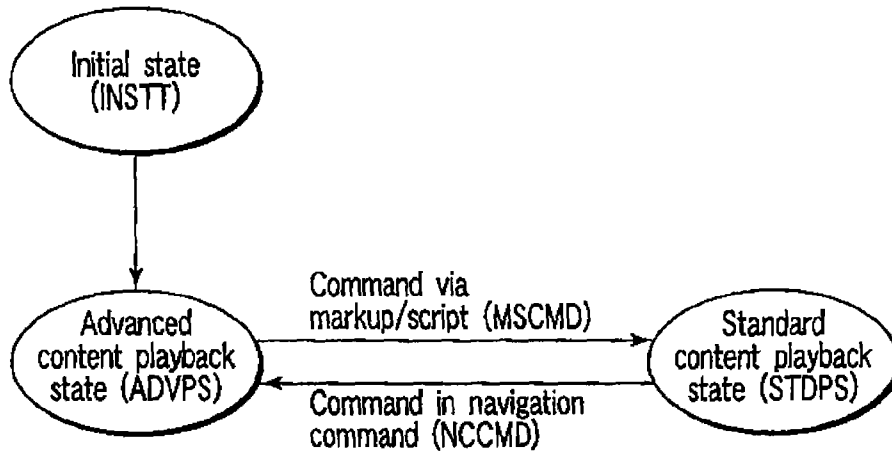 Initial state
(INSTT)
Command via
markup/script (MSCMD)
Advanced
content playback
state (ADVPS)
Standard
content playback
state (STDPS)
Command in navigation
command (NCCMD)